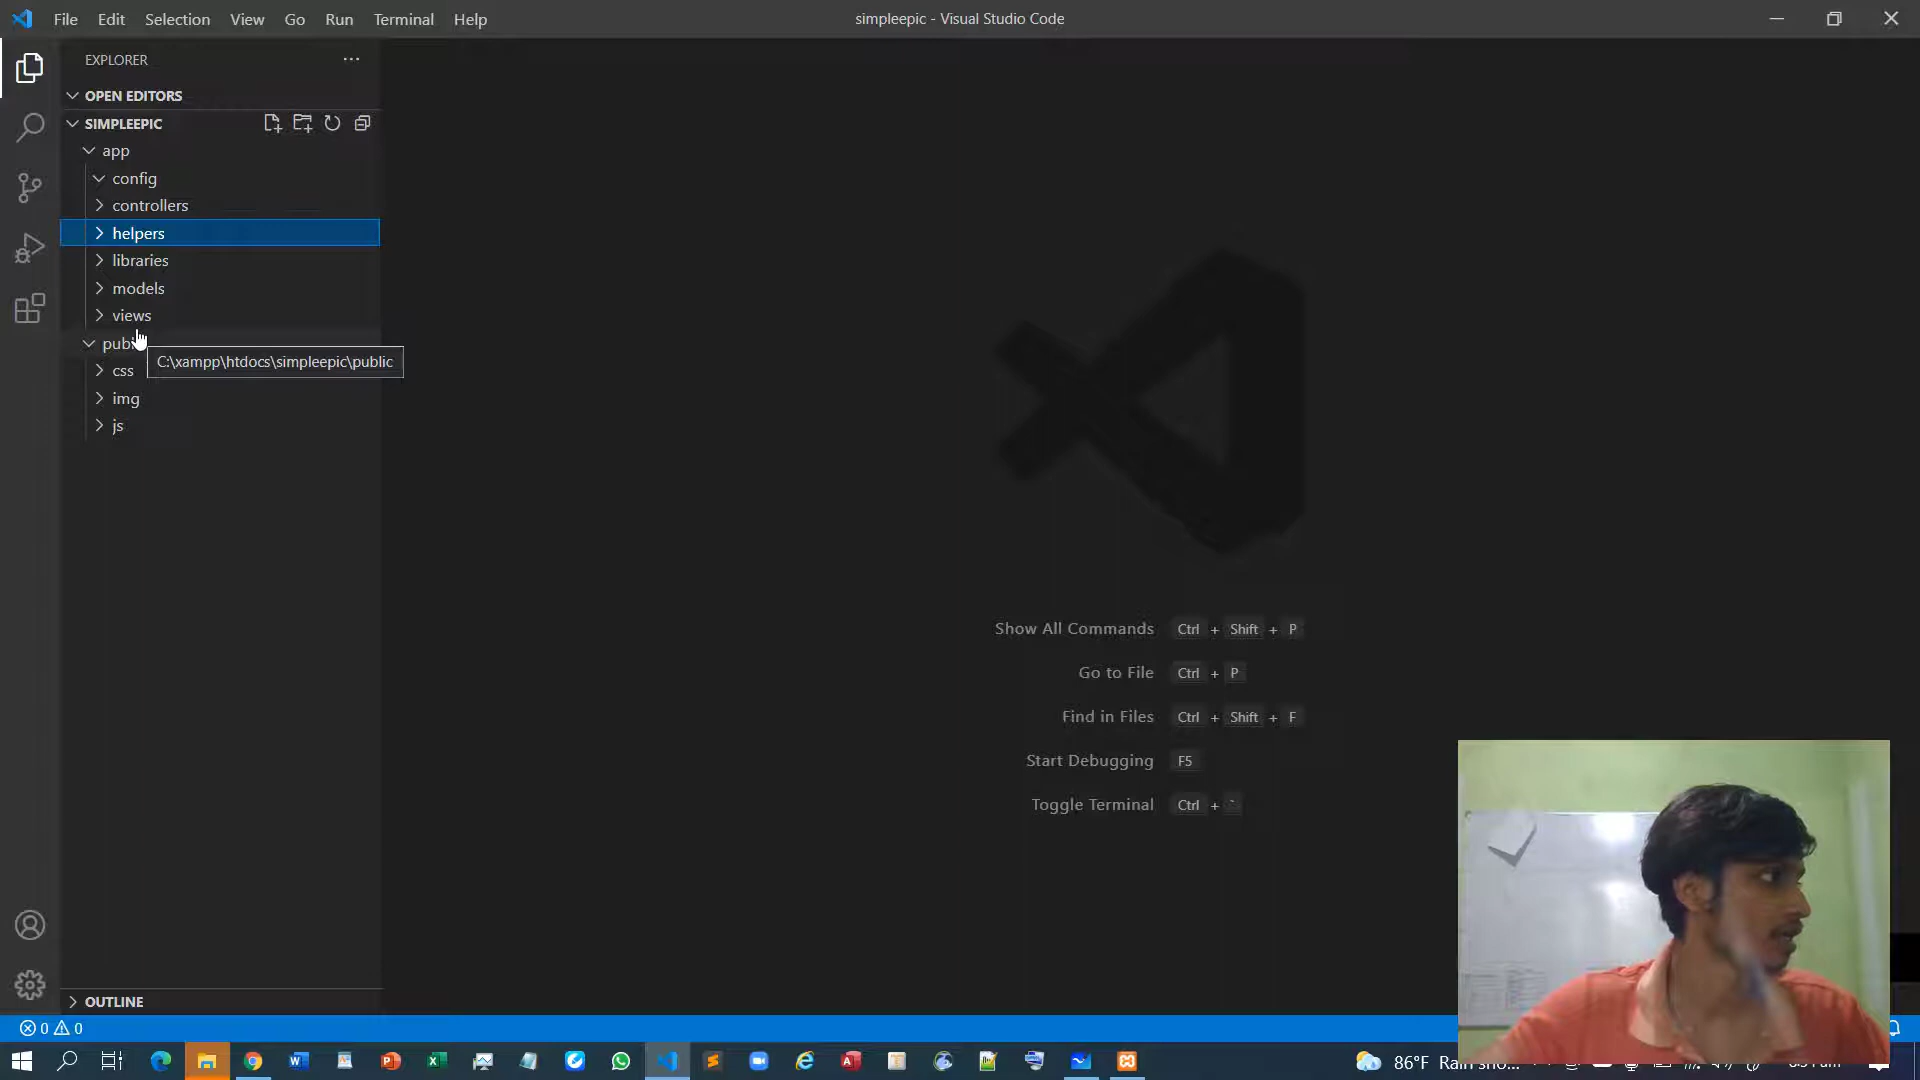 File Edit Selection View Go Run Terminal Help
simpleepic - Visual Studio Code
EXPLORER
OPEN EDITORS
SIMPLEEPIC
app
config
controllers
helpers
libraries
models
views
C:\xampp\htdocs\simpleepic\public
css
img
js
Show All Commands Ctrl + Shift + P
Go to File Ctrl + P
Find in Files Ctrl + Shift + F
Start Debugging F5
Toggle Terminal Ctrl + `
OUTLINE
0 0
86°F